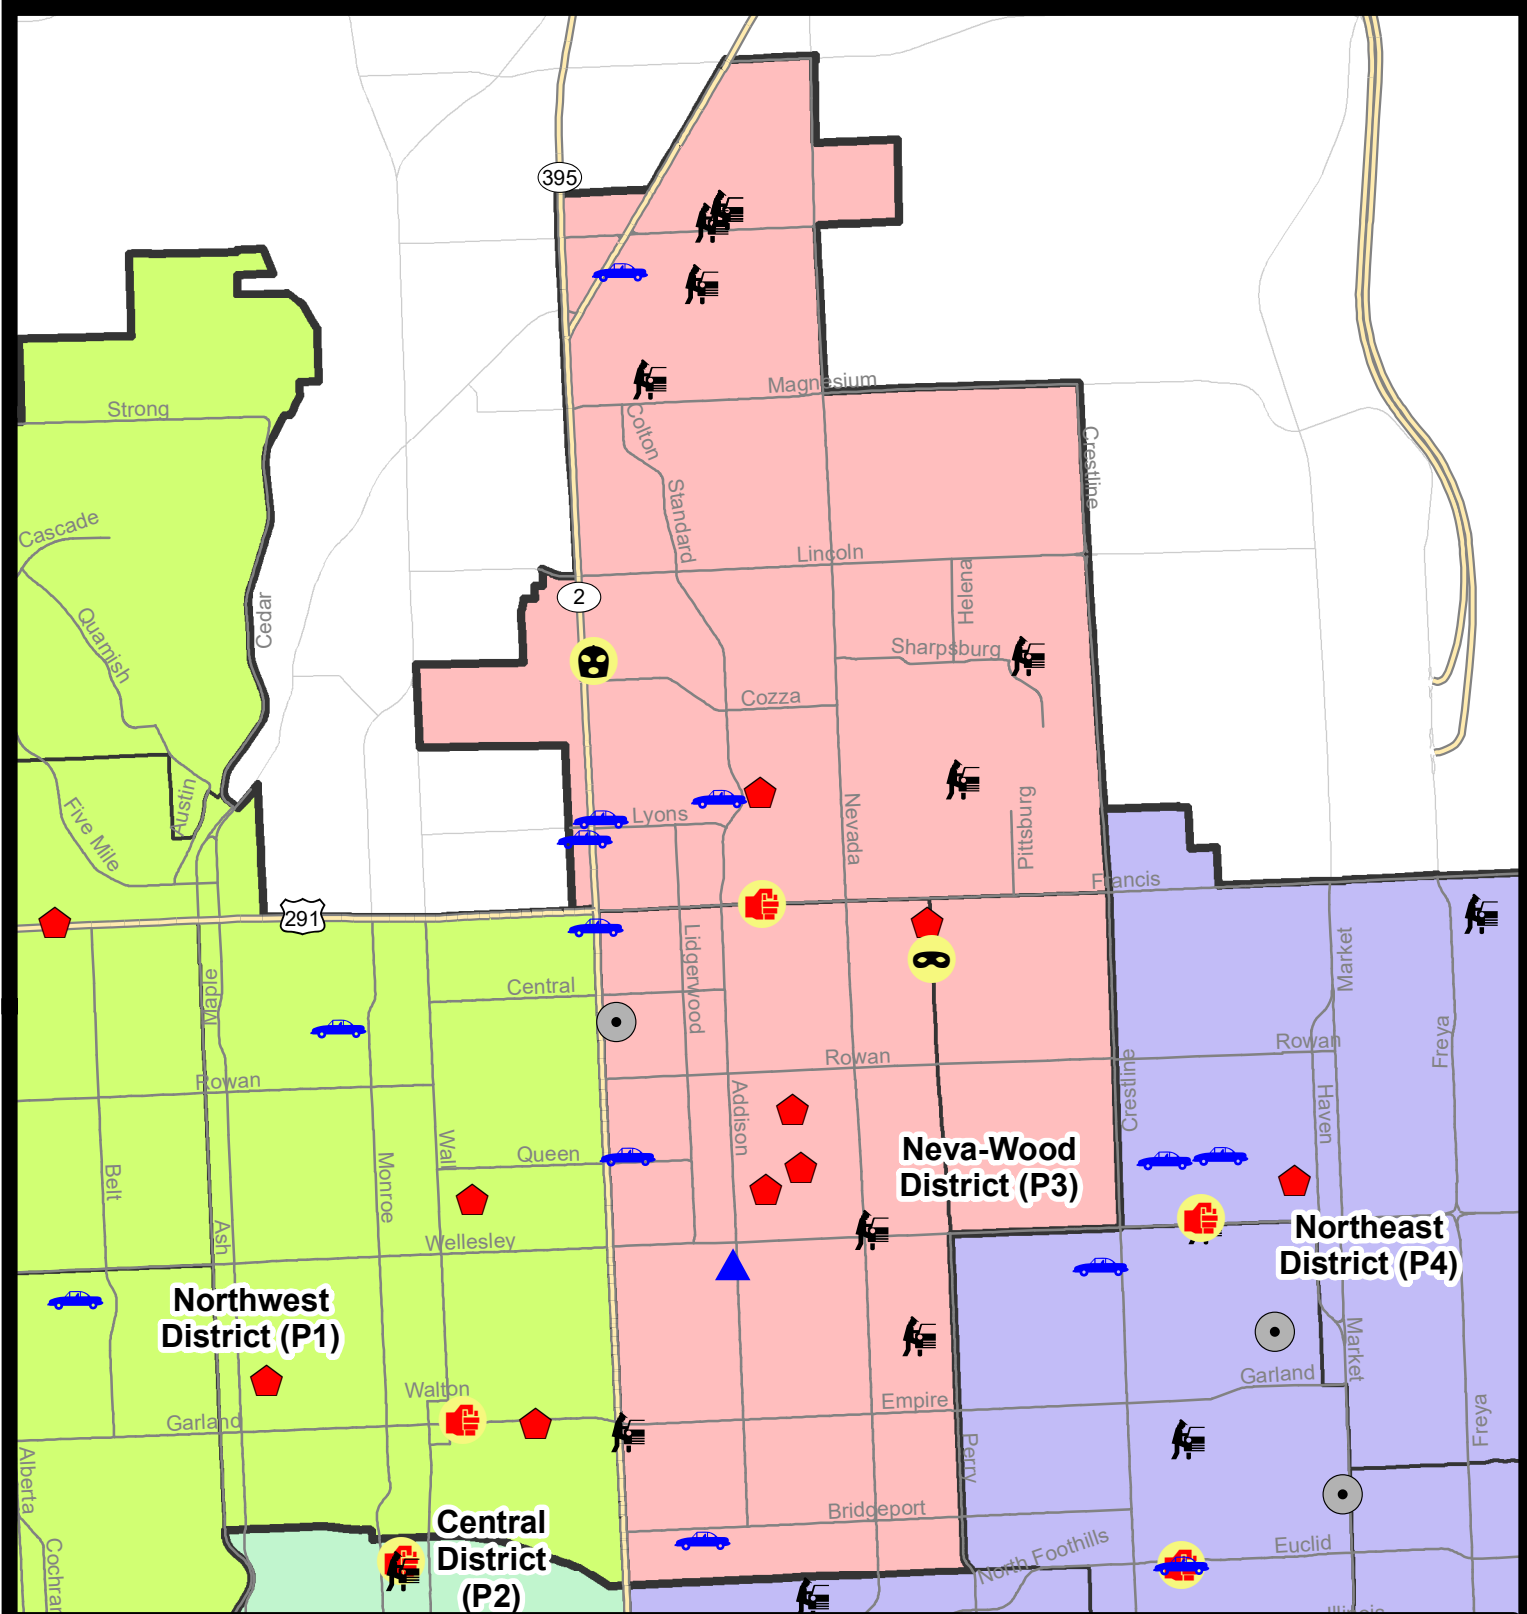 395
Magnesium
Strong
Colton
Crestline
Standard
Cascade
Lincoln
Helena
2
Cedar
Quamish
Sharpsburg
Cozza
Austin
Five Mile
Lyons
Nevada
Pittsburg
Francis
291
Lidgerwood
Market
Maple
Central
Freya
Rowan
Rowan
Rowan
Crestline
Addison
Haven
Wall
Queen
Monroe
Belt
Neva-Wood
District (P3)
Ash
Wellesley
Northeast
District (P4)
Northwest
District (P1)
Market
Walton
Garland
Empire
Garland
Freya
Perry
Alberta
Bridgeport
Central
District
(P2)
North Foothills
Euclid
Cochran